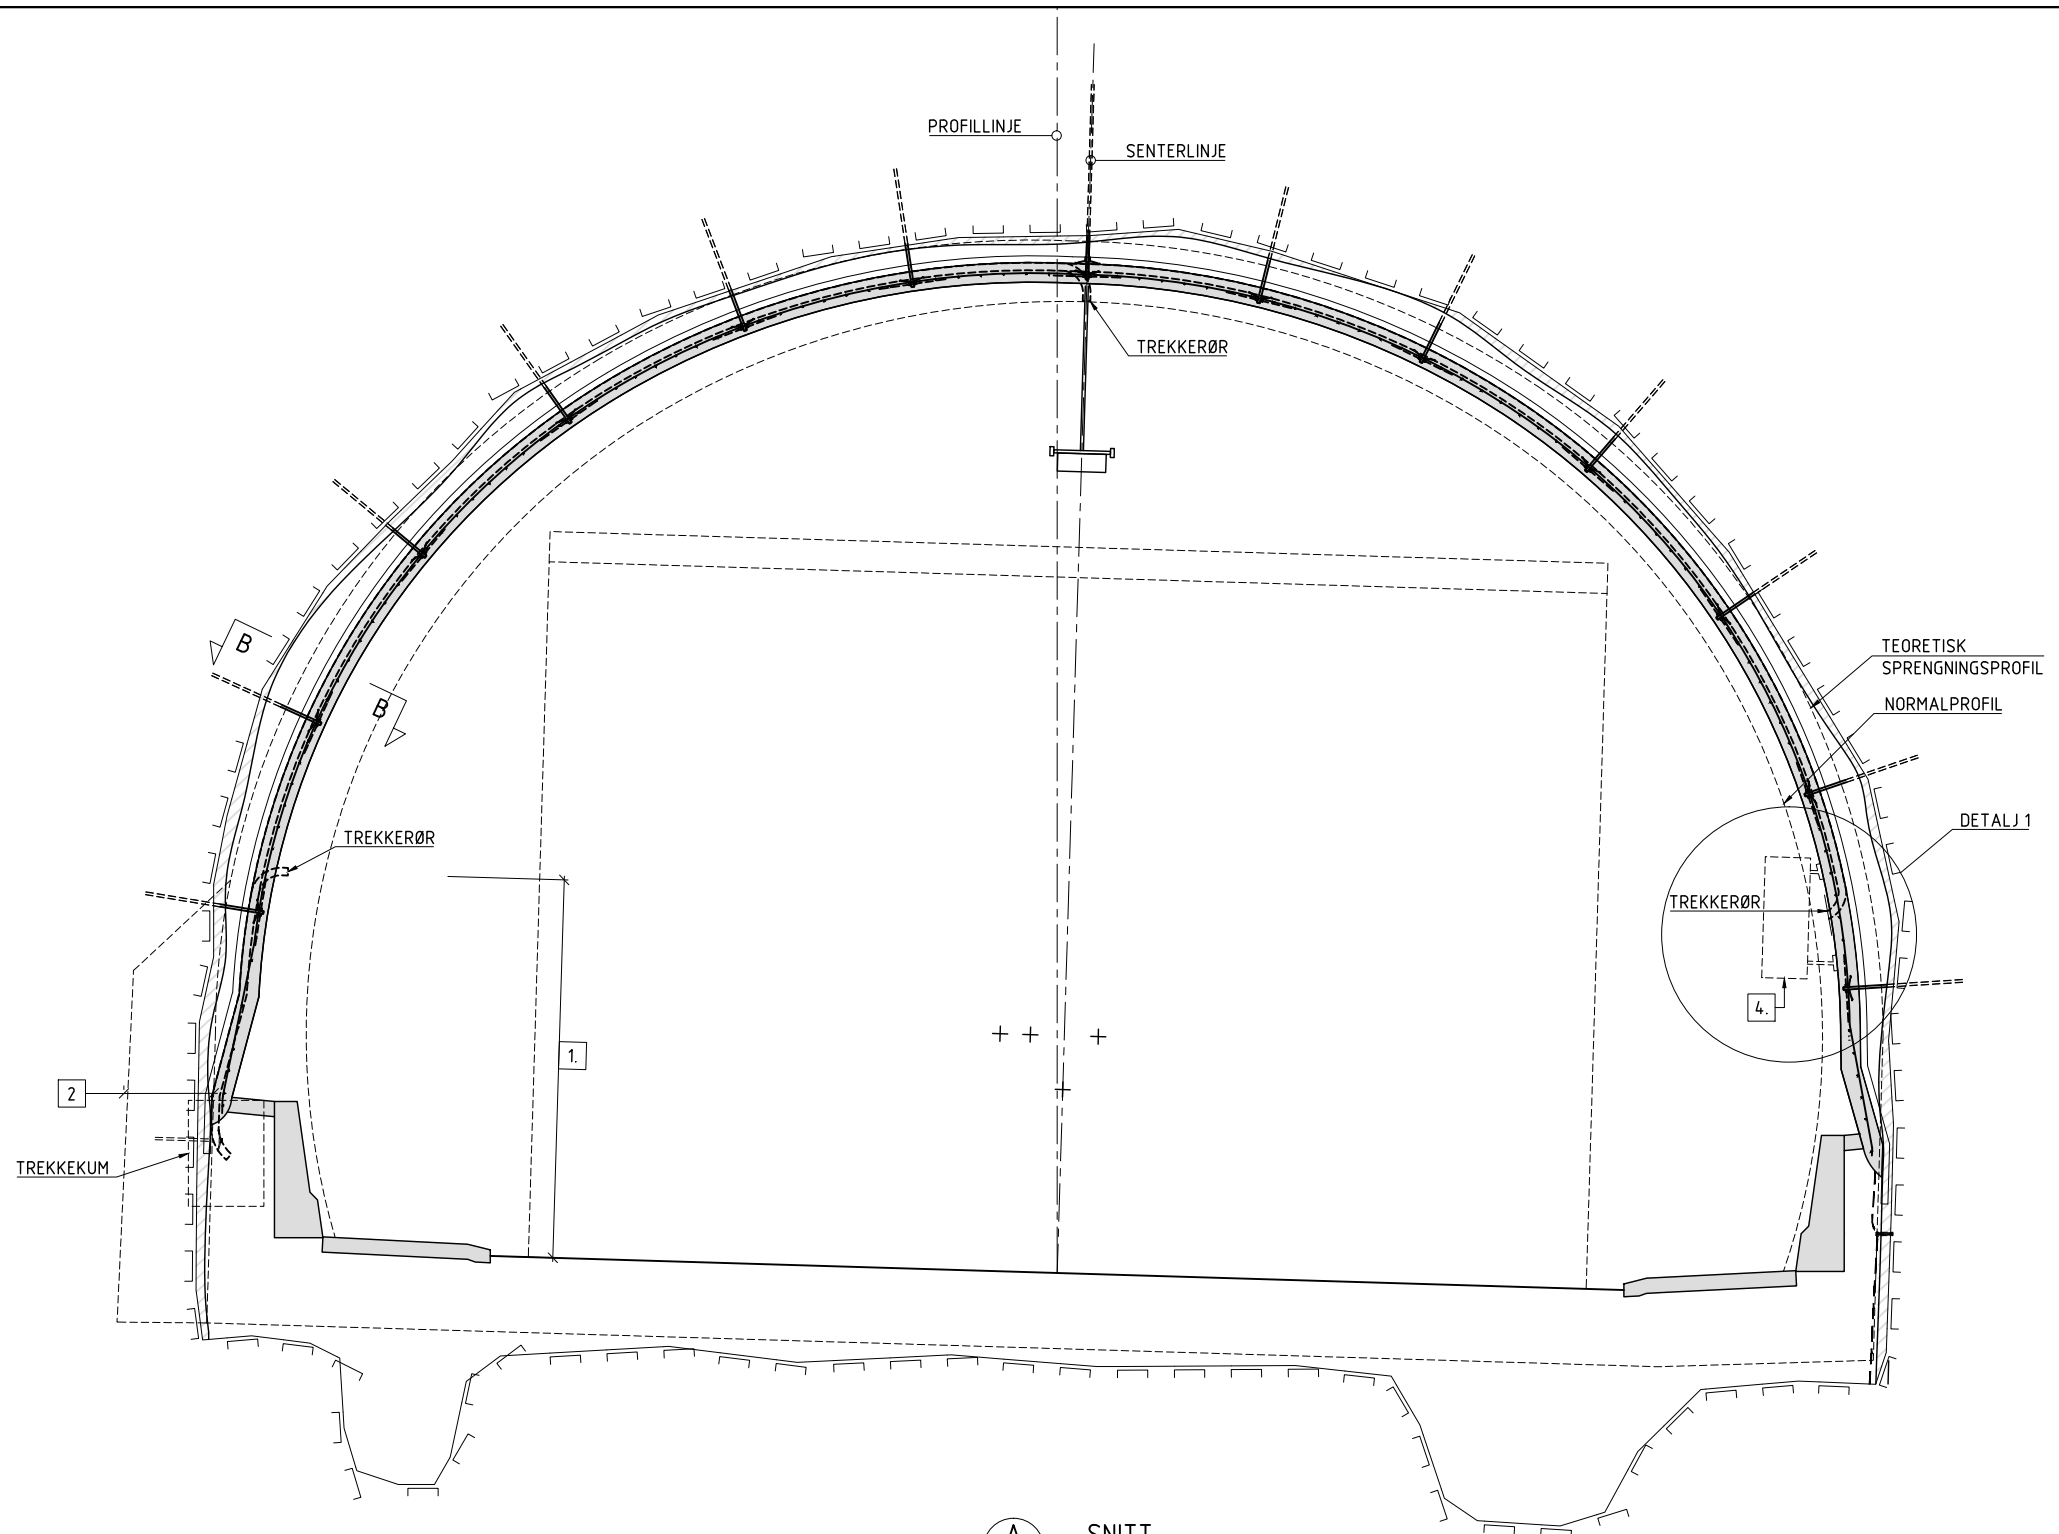 PROFILLINJE
SENTERLINJE
TREKKERØR
B
B
TEORETISK
SPRENGNINGSPROFIL
NORMALPROFIL
DETALJ 1
TREKKERØR
TREKKERØR
4.
1.
2
TREKKEKUM
A
SNITT